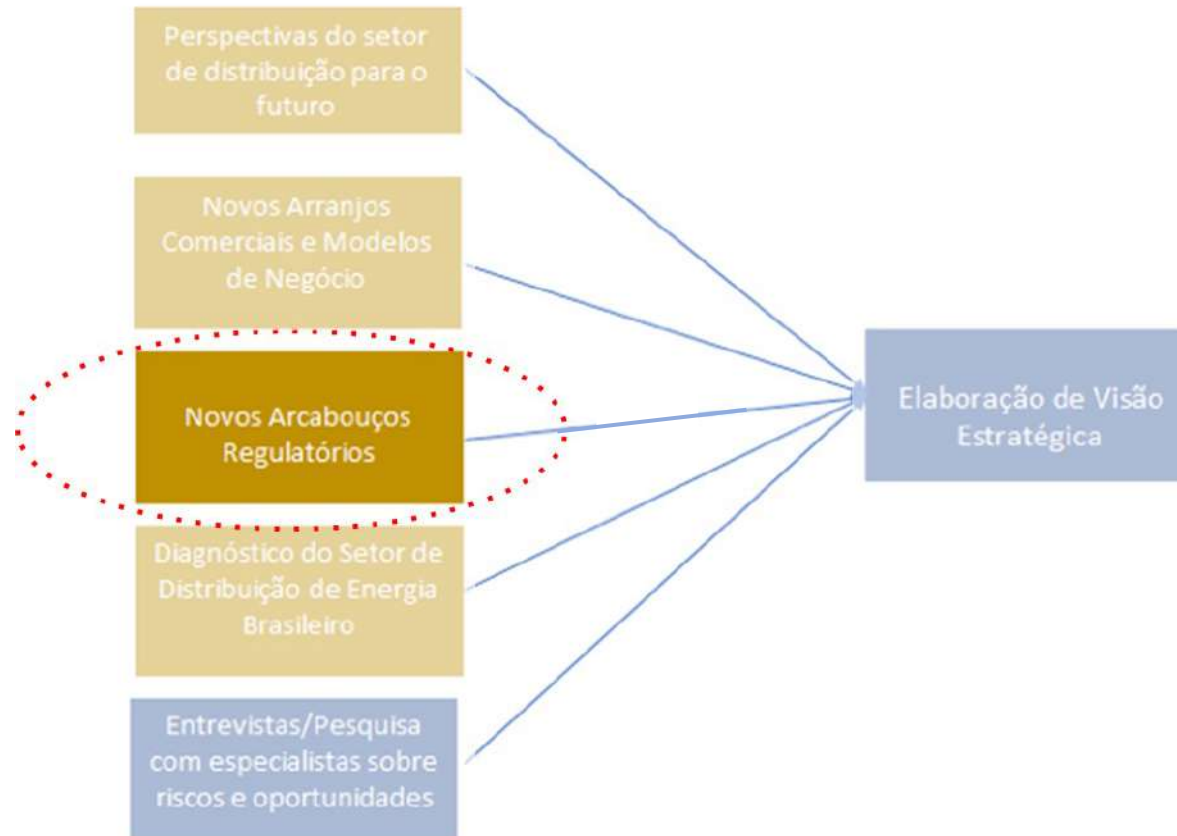 Perspectivas do setor
de distribuição para o
futuro
Novos Arranjos
Comerciais e Modelos
de Negócio
Novos Arcabouços
Regulatórios
Diagnóstico do Setor de
Distribuição de Energia
Brasileiro
Entrevistas/Pesquisa
com especialistas sobre
riscos e oportunidades
Elaboração de Visão
Estratégica